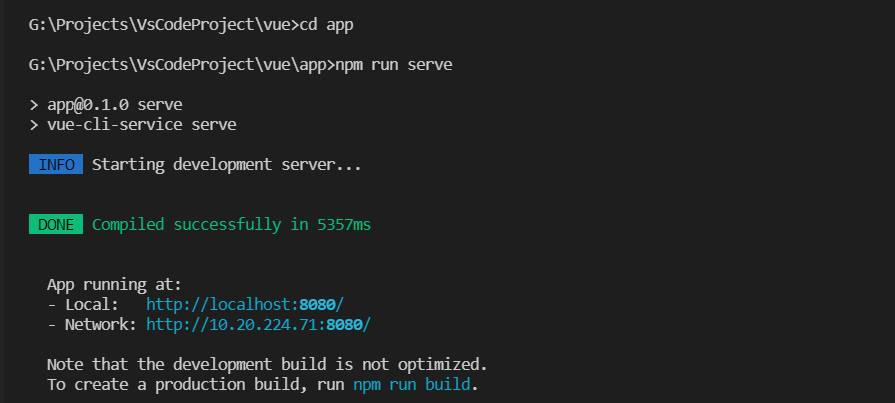 G:\Projects\VsCodeProject\vue>cd app
G:\Projects\VsCodeProject\vue\app>npm run serve
> app@0.1.0 serve
> vue-cli-service serve
INFO Starting development server...
DONE Compiled successfully in 5357ms
App running at:
- Local: http://localhost:8080/
- Network: http://10.20.224.71:8080/
Note that the development build is not optimized.
To create a production build, run npm run build.